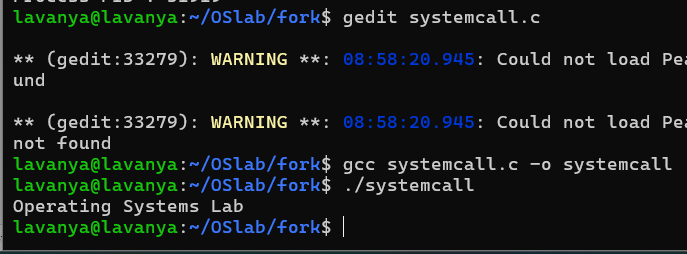 lavanya@lavanya:~/OSlab/fork$ gedit systemcall.c
** (gedit:33279): WARNING **: 08:58:20.945: Could not load Pea
und
** (gedit:33279): WARNING **: 08:58:20.945: Could not load Pea
not found
lavanya@lavanya:~/OSlab/fork$ gcc systemcall.c -o systemcall
lavanya@lavanya:~/OSlab/fork$ ./systemcall
Operating Systems Lab
lavanya@lavanya:~/OSlab/fork$